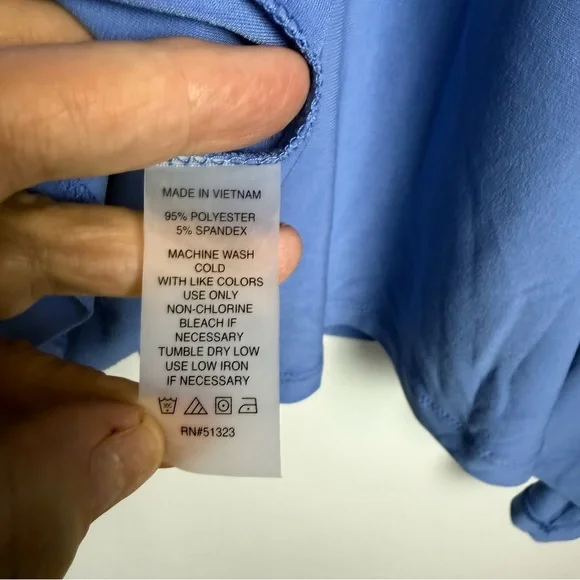 MADE IN VIETNAM
95% POLYESTER
5% SPANDEX
MACHINE WASH
COLD
WITH LIKE COLORS
USE ONLY
NON-CHLORINE
BLEACH IF
NECESSARY
TUMBLE DRY LOW
USE LOW IRON
IF NECESSARY
RN#51323